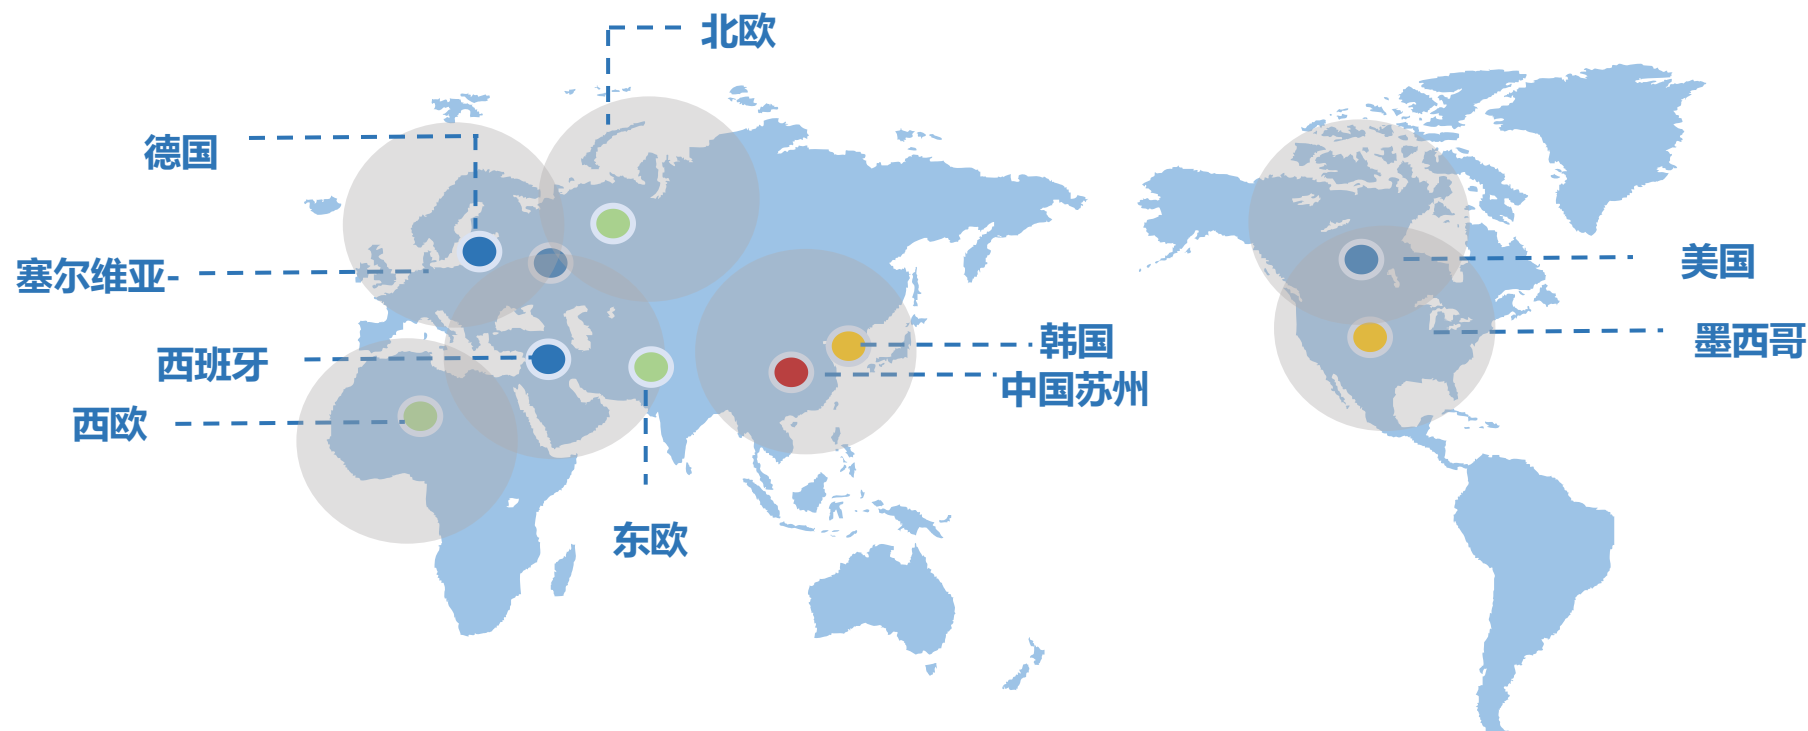 北欧
德国
塞尔维亚-
美国
韩国
墨西哥
西班牙
中国苏州
西欧
东欧